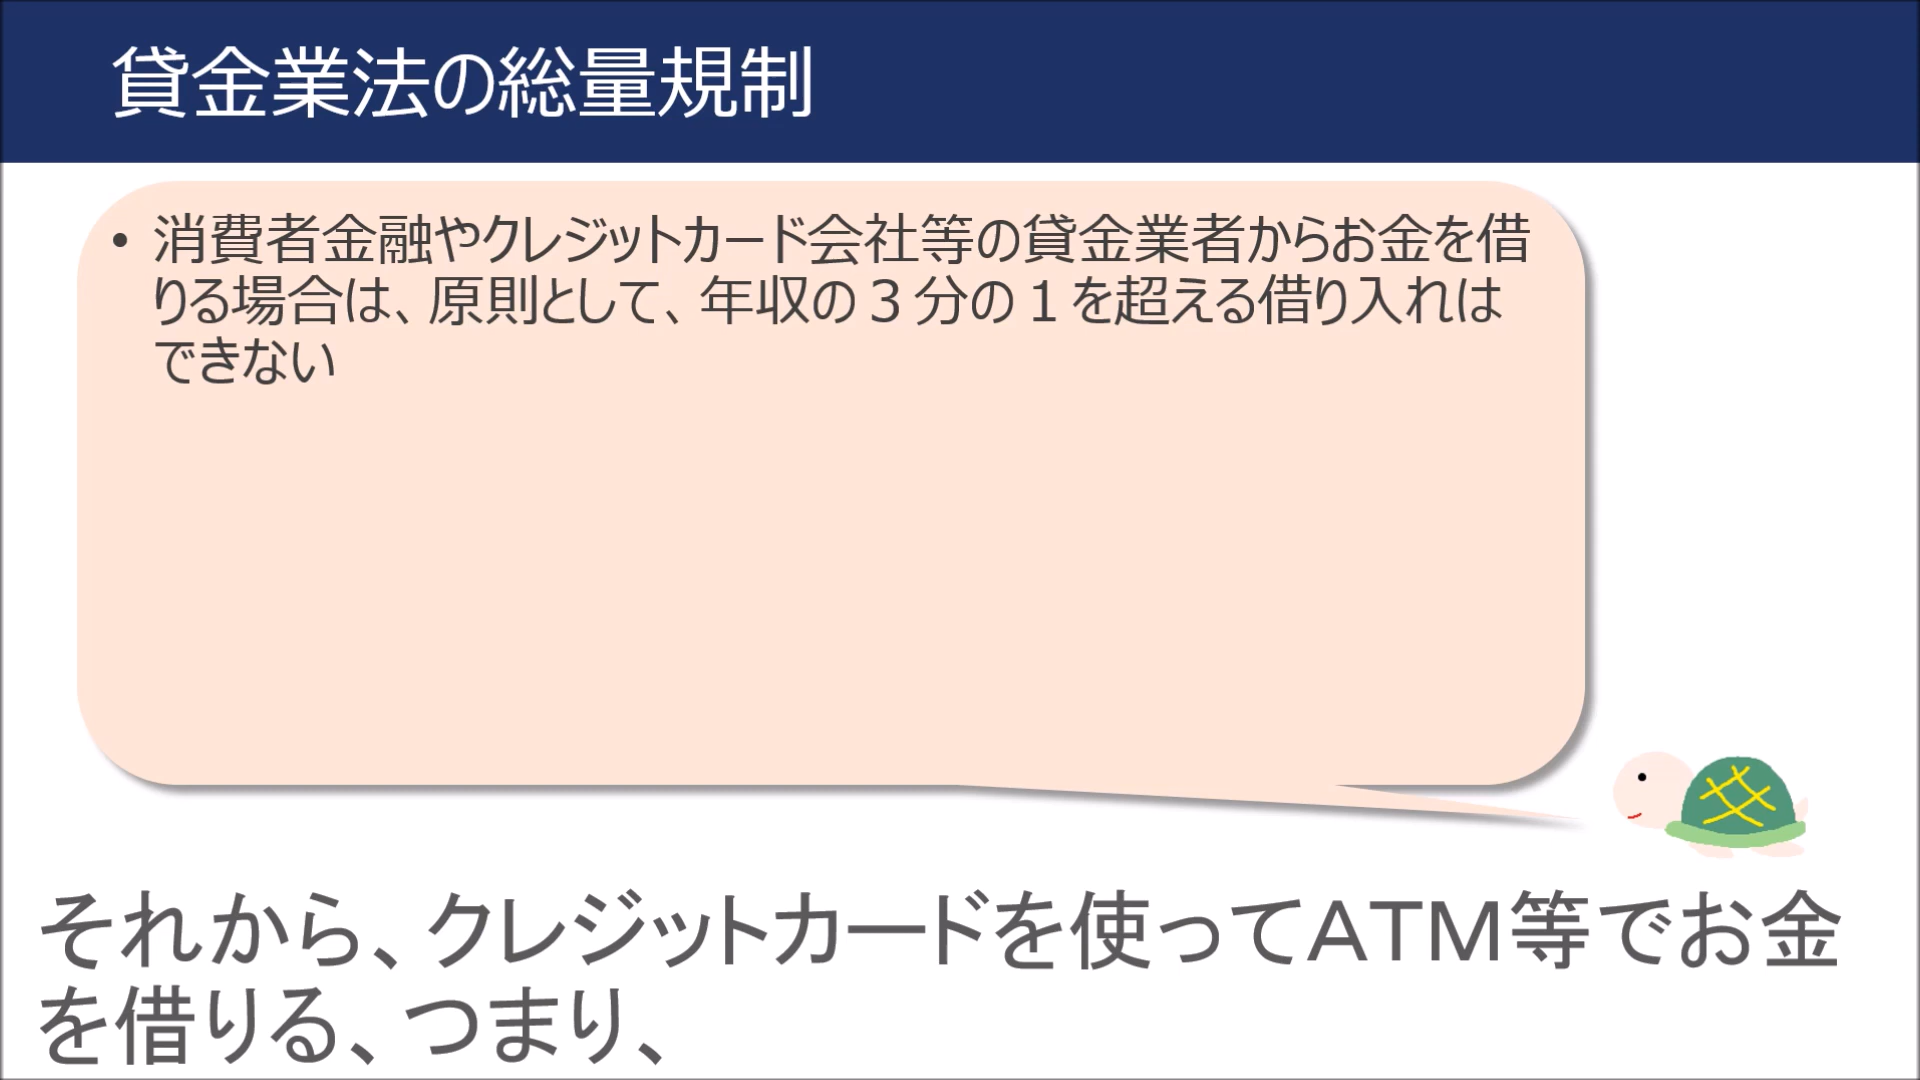 貸金業法の総量規制
• 消費者金融やクレジットカード会社等の貸金業者からお金を借
りる場合は、原則として、年収の３分の１を超える借り入れは
できない
それから、クレジットカードを使ってATM等でお金
を借りる、つまり、